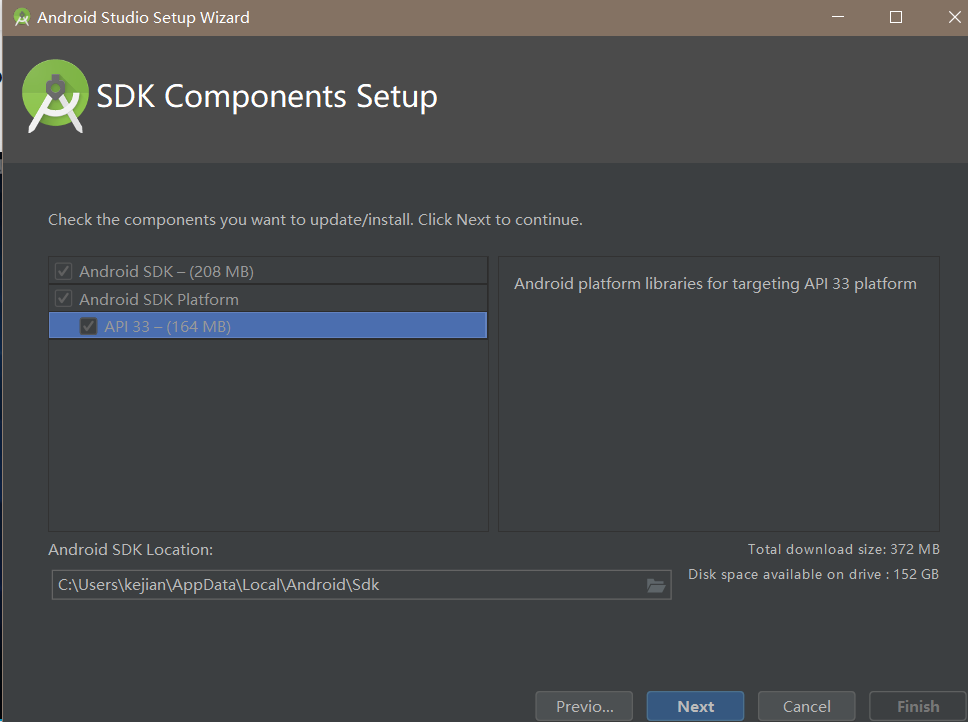 Android Studio Setup Wizard
SDK Components Setup
Check the components you want to update/install. Click Next to continue.
Android SDK – (208 MB)
Android SDK Platform
API 33 – (164 MB)
Android platform libraries for targeting API 33 platform
Android SDK Location:
Total download size: 372 MB
C:\Users\kejian\AppData\Local\Android\Sdk
Disk space available on drive : 152 GB
Previo...
Next
Cancel
Finish